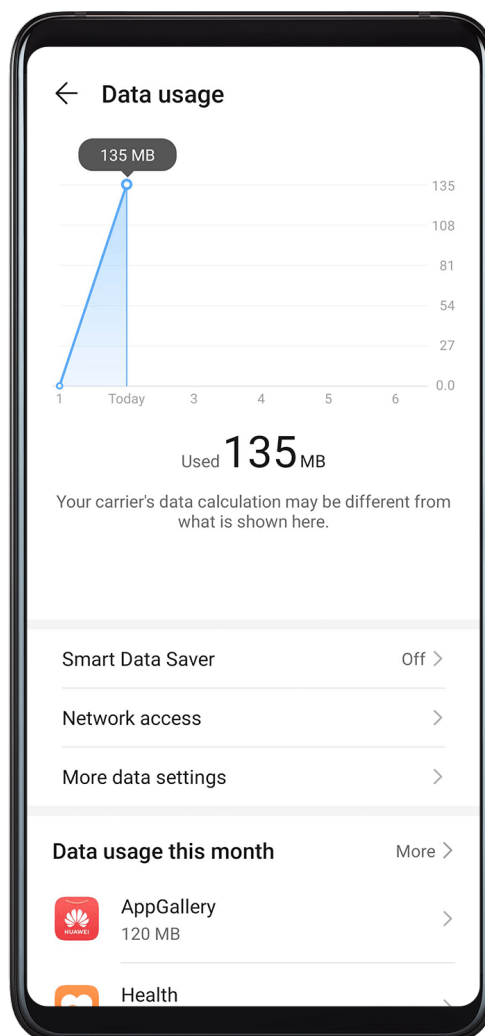 Data usage
135 MB
135
108
81
54
27
0.0
1 Today 3 4 5 6
Used 135 MB
Your carrier's data calculation may be different from
what is shown here.
Smart Data Saver Off
Network access
More data settings
Data usage this month More
HUAWEI
AppGallery
120 MB
Health